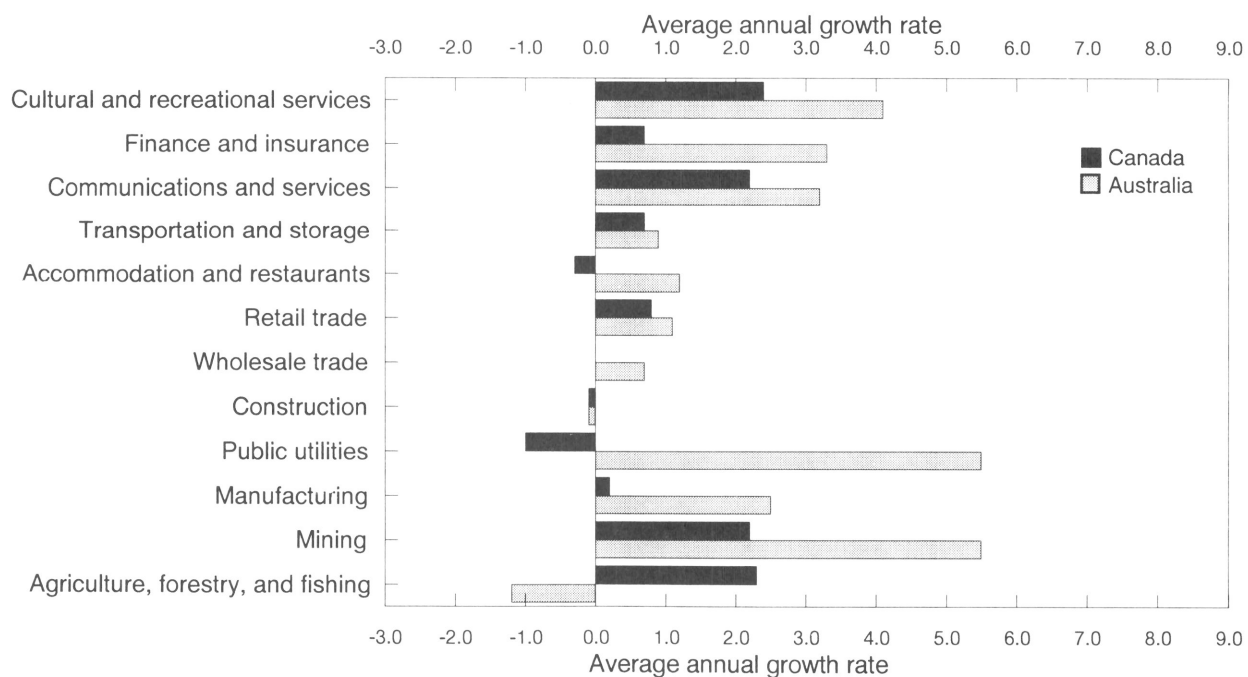 Average annual growth rate
-3.0 -2.0 -1.0 0.0 1.0 2.0 3.0 4.0 5.0 6.0 7.0 8.0 9.0
Cultural and recreational services
Finance and insurance
Communications and services
Transportation and storage
Accommodation and restaurants
Retail trade
Wholesale trade
Construction
Public utilities
Manufacturing
Mining
Agriculture, forestry, and fishing
Canada
Australia
-3.0 -2.0 -1.0 0.0 1.0 2.0 3.0 4.0 5.0 6.0 7.0 8.0 9.0
Average annual growth rate